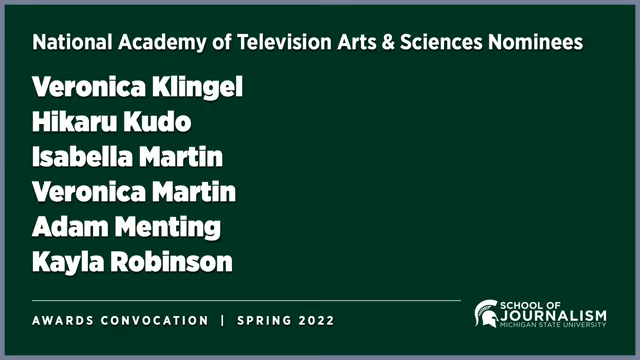 National Academy of Television Arts & Sciences Nominees
Veronica Klingel
Hikaru Kudo
Isabella Martin
Veronica Martin
Adam Menting
Kayla Robinson
AWARDS CONVOCATION | SPRING 2022
SCHOOL OF
JOURNALISM
MICHIGAN STATE UNIVERSITY